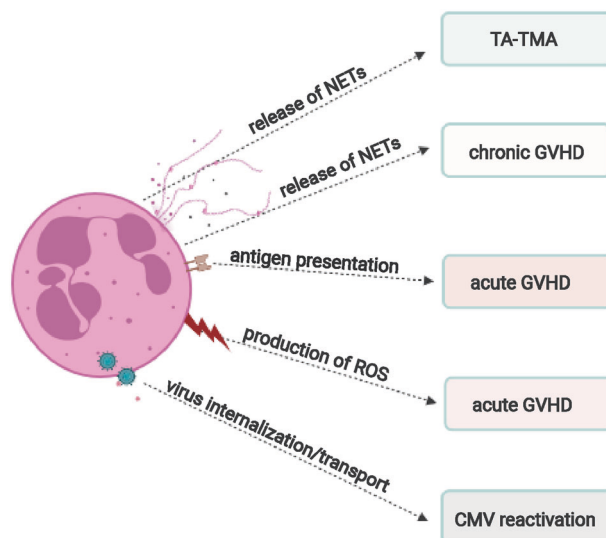 TA-TMA
release of NETs
chronic GVHD
release of NETs
antigen presentation
acute GVHD
production of ROS
acute GVHD
virus internalization/transport
CMV reactivation